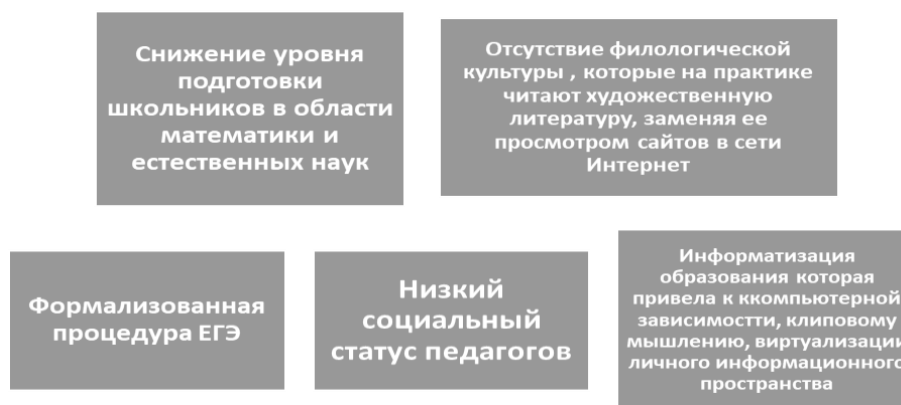 Снижение уровня
подготовки
школьников в области
математики и
естественных наук
Отсутствие филологической
культуры , которые на практике
читают художественную
литературу, заменяя ее
просмотром сайтов в сети
Интернет
Формализованная
процедура ЕГЭ
Низкий
социальный
статус педагогов
Информатизация
образования которая
привела к ккомпьютерной
зависимостти, клиповому
мышлению, виртуализации
личного информационного
пространства